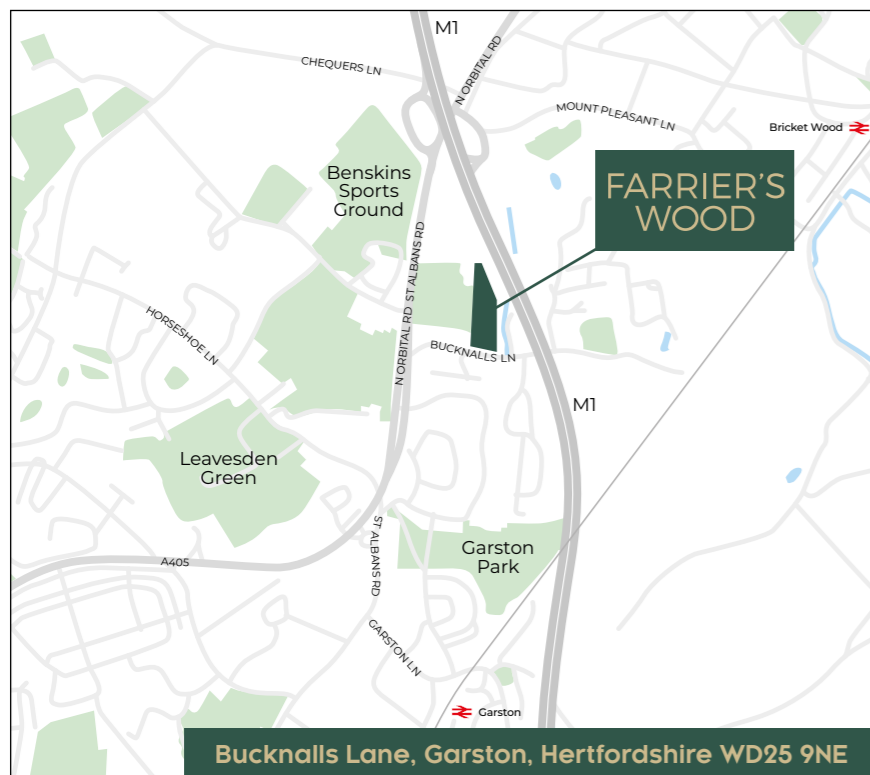 M1
CHEQUERS LN
N ORBITAL RD
MOUNT PLEASANT LN
Bricket Wood
Benskins
Sports
Ground
FARRIER’S
WOOD
N ORBITAL RD ST ALBANS RD
HORSESHOE LN
BUCKNALLS LN
M1
Leavesden
Green
ST ALBANS RD
Garston
Park
A405
GARSTON LN
Garston
Bucknalls Lane, Garston, Hertfordshire WD25 9NE